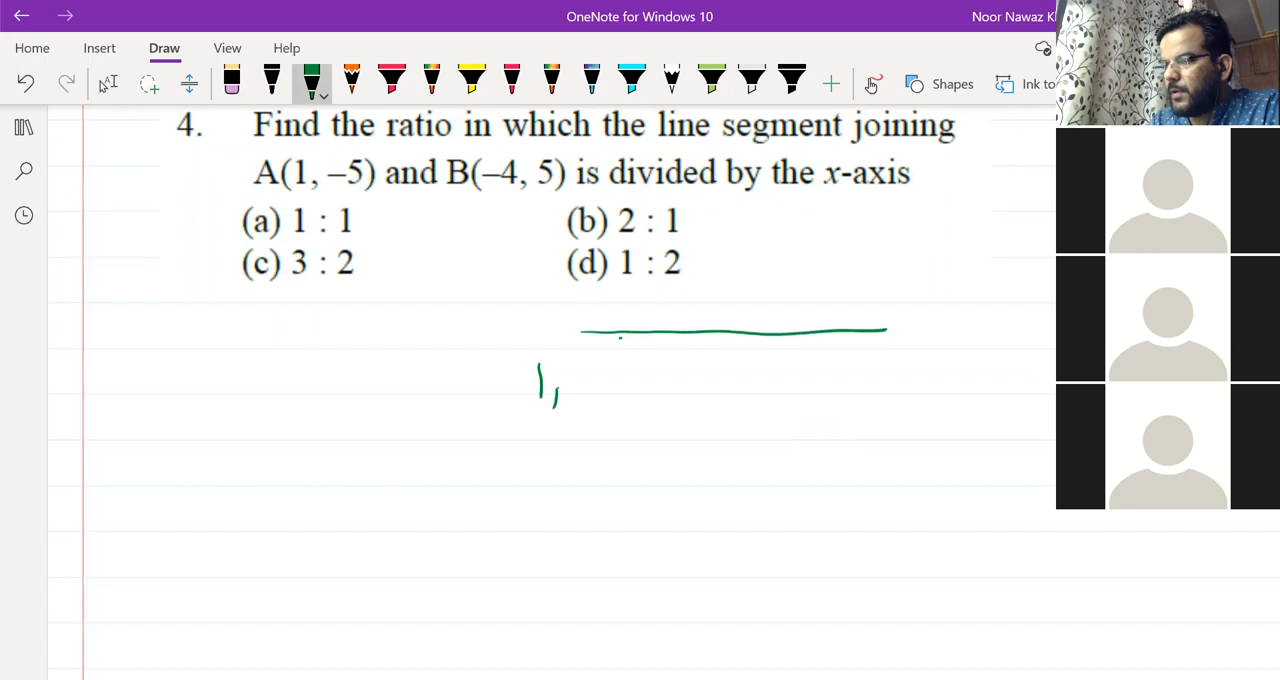 OneNote for Windows 10
Noor Nawaz K
Home Insert Draw View Help
Shapes Ink to
4. Find the ratio in which the line segment joining
A(1, –5) and B(–4, 5) is divided by the x-axis
(a) 1 : 1 (b) 2 : 1
(c) 3 : 2 (d) 1 : 2
1,